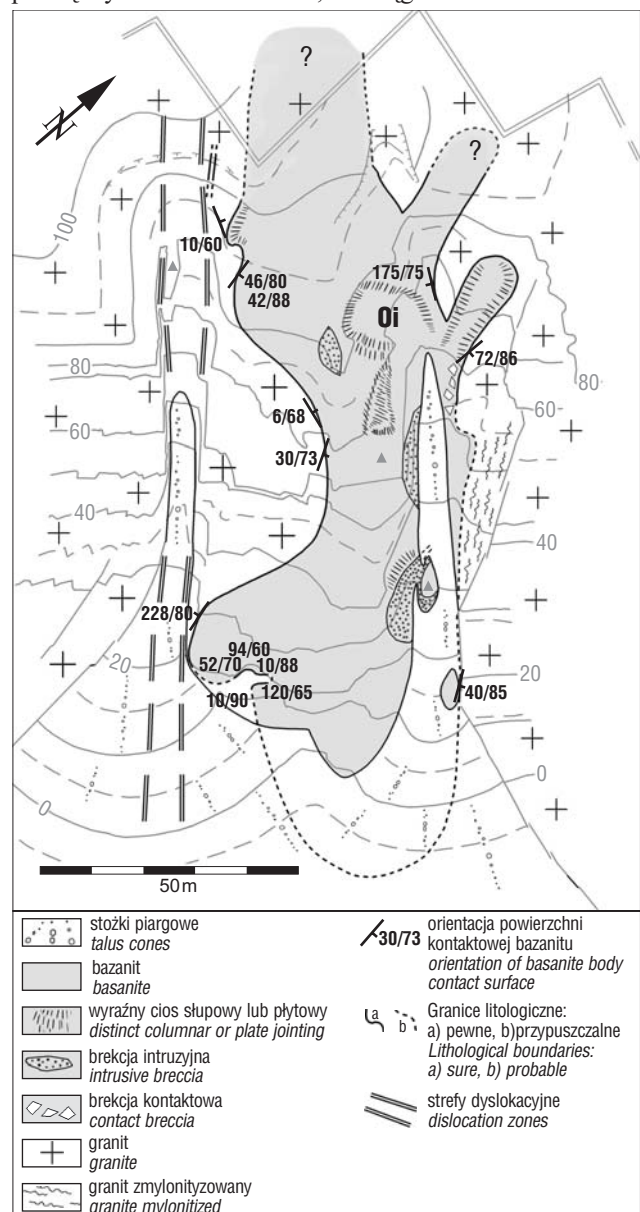 ?
N
?
100
10/60
46/80
42/88
175/75
Oi
72/86
80
80
60
6/68
60
30/73
40
40
228/80
20
94/60
52/70
10/88
20
10/90
120/65
40/85
0
0
50 m
stożki piargowe
talus cones
bazanit
basanite
wyraźny cios słupowy lub płytowy
distinct columnar or plate jointing
brekcja intruzyjna
intrusive breccia
brekcja kontaktowa
contact breccia
granit
granite
granit zmylonityzowany
granite mylonitized
30/73
orientacja powierzchni
kontaktowej bazanitu
orientation of basanite body
contact surface
a
b
Granice litologiczne:
a) pewne, b)przypuszczalne
Lithological boundaries:
a) sure, b) probable
strefy dyslokacyjne
dislocation zones